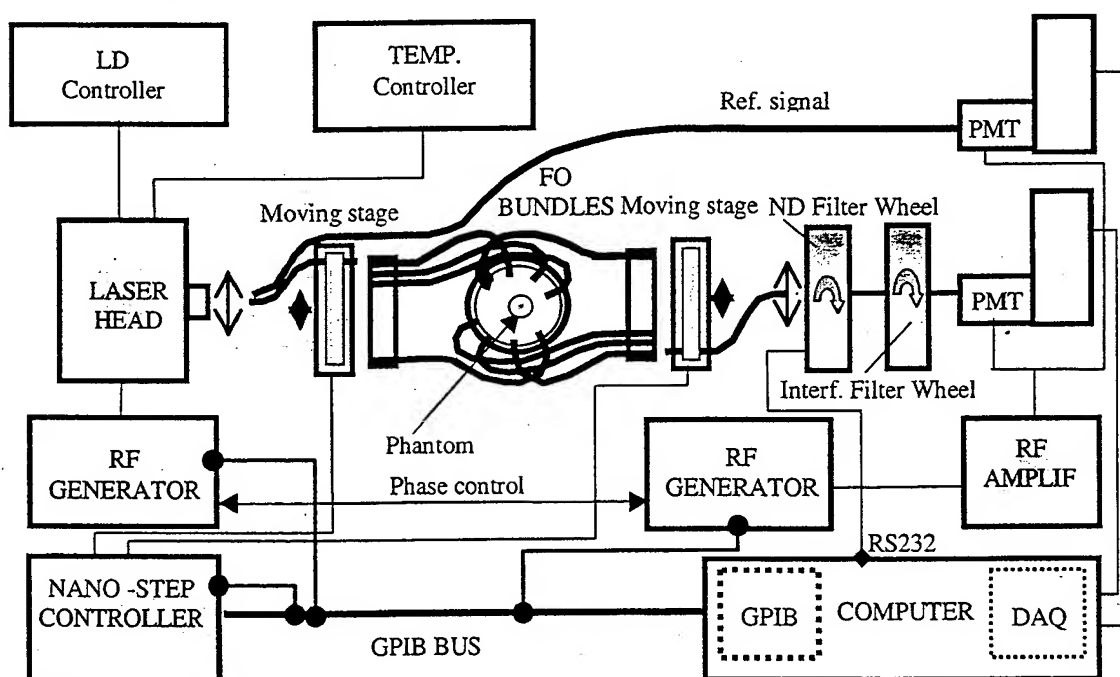 LD
Controller
TEMP.
Controller
Ref. signal
PMT
FO
BUNDLES
Moving stage
Moving stage
ND Filter Wheel
LASER
HEAD
PMT
Interf. Filter Wheel
Phantom
RF
GENERATOR
Phase control
RF
GENERATOR
RF
AMPLIF
RS232
NANO -STEP
CONTROLLER
GPIB
COMPUTER
DAQ
GPIB BUS